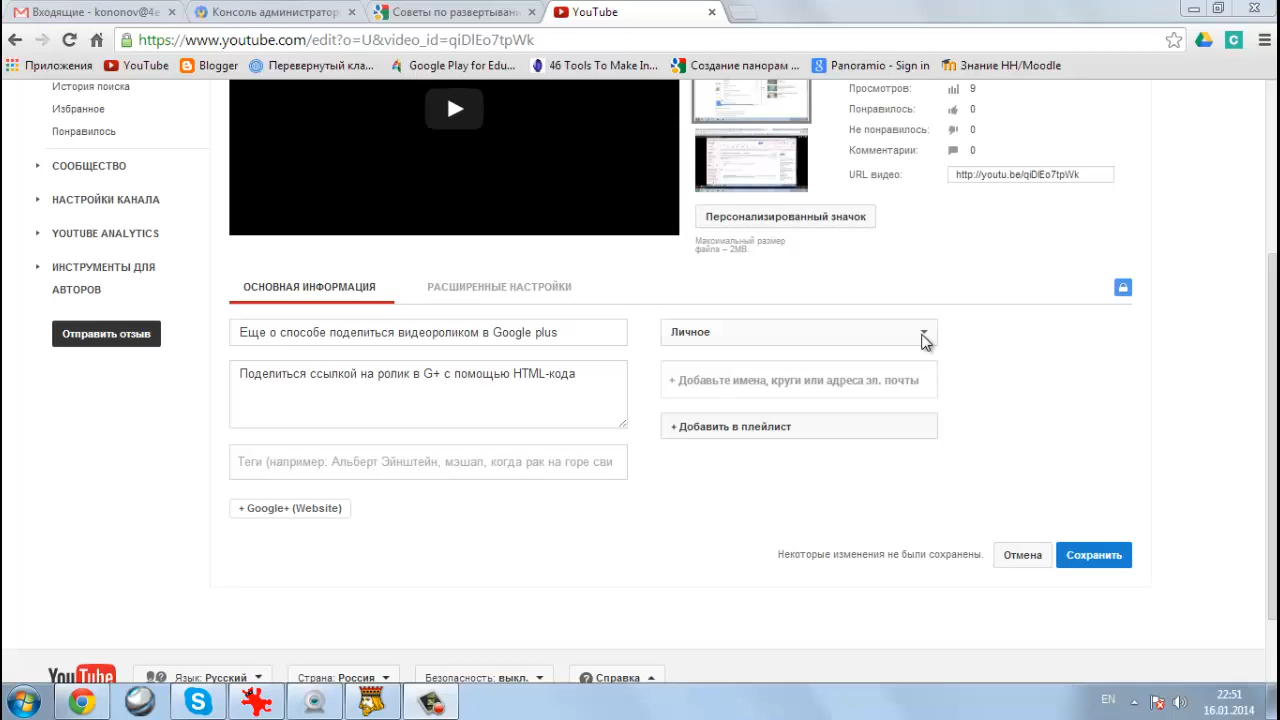 Входящие - kononov@4e
Консоль администратор
Советы по развертывани
YouTube
https://www.youtube.com/edit?o=U&video_id=qiDlEo7tpWk
Приложения
YouTube
Blogger
Перевернутый кла...
Google Play for Edu...
46 Tools To Make In...
Создание панорам ...
Panoramio - Sign in
Знание НН/Moodle
История поиска
Избранное
Понравилось
СООБЩЕСТВО
НАСТРОЙКИ КАНАЛА
YOUTUBE ANALYTICS
ИНСТРУМЕНТЫ ДЛЯ
АВТОРОВ
Отправить отзыв
Просмотров: 9
Понравилось: 0
Не понравилось: 0
Комментарии: 0
URL видео: http://youtu.be/qiDlEo7tpWk
Персонализированный значок
Максимальный размер
файла – 2MB.
ОСНОВНАЯ ИНФОРМАЦИЯ
РАСШИРЕННЫЕ НАСТРОЙКИ
Еще о способе поделиться видеороликом в Google plus
Поделиться ссылкой на ролик в G+ с помощью HTML-кода
Теги (например: Альберт Эйнштейн, мэшап, когда рак на горе сви
+ Google+ (Website)
Личное
+ Добавьте имена, круги или адреса эл. почты
+ Добавить в плейлист
Некоторые изменения не были сохранены.
Отмена
Сохранить
YouTube
Язык: Русский
Страна: Россия
Безопасность: выкл.
Справка
EN
22:51
16.01.2014